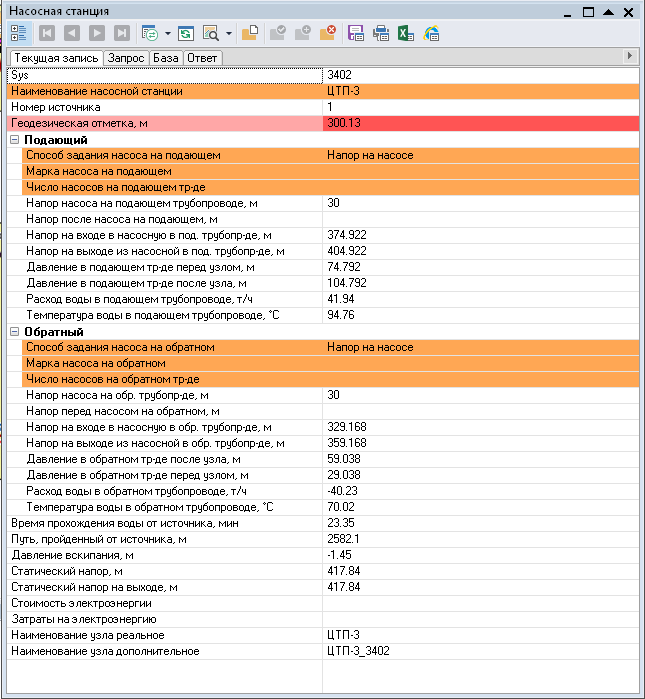 Насосная станция
Текущая запись Запрос База Ответ
Sys 3402
Наименование насосной станции ЦТП-3
Номер источника 1
Геодезическая отметка, м 300.13
Подающий
Способ задания насоса на подающем Напор на насосе
Марка насоса на подающем
Число насосов на подающем тр-де
Напор насоса на подающем трубопроводе, м 30
Напор после насоса на подающем, м
Напор на входе в насосную в под. трубопр-де, м 374.922
Напор на выходе из насосной в под. трубопр-де, м 404.922
Давление в подающем тр-де перед узлом, м 74.792
Давление в подающем тр-де после узла, м 104.792
Расход воды в подающем трубопроводе, т/ч 41.94
Температура воды в подающем трубопроводе, °C 94.76
Обратный
Способ задания насоса на обратном Напор на насосе
Марка насоса на обратном
Число насосов на обратном тр-де
Напор насоса на обр. трубопр-де, м 30
Напор перед насосом на обратном, м
Напор на входе в насосную в обр. трубопр-де, м 329.168
Напор на выходе из насосной в обр. трубопр-де, м 359.168
Давление в обратном тр-де после узла, м 59.038
Давление в обратном тр-де перед узлом, м 29.038
Расход воды в обратном трубопроводе, т/ч -40.23
Температура воды в обратном трубопроводе, °C 70.02
Время прохождения воды от источника, мин 23.35
Путь, пройденный от источника, м 2582.1
Давление вскипания, м -1.45
Статический напор, м 417.84
Статический напор на выходе, м 417.84
Стоимость электроэнергии
Затраты на электроэнергию
Наименование узла реальное ЦТП-3
Наименование узла дополнительное ЦТП-3_3402